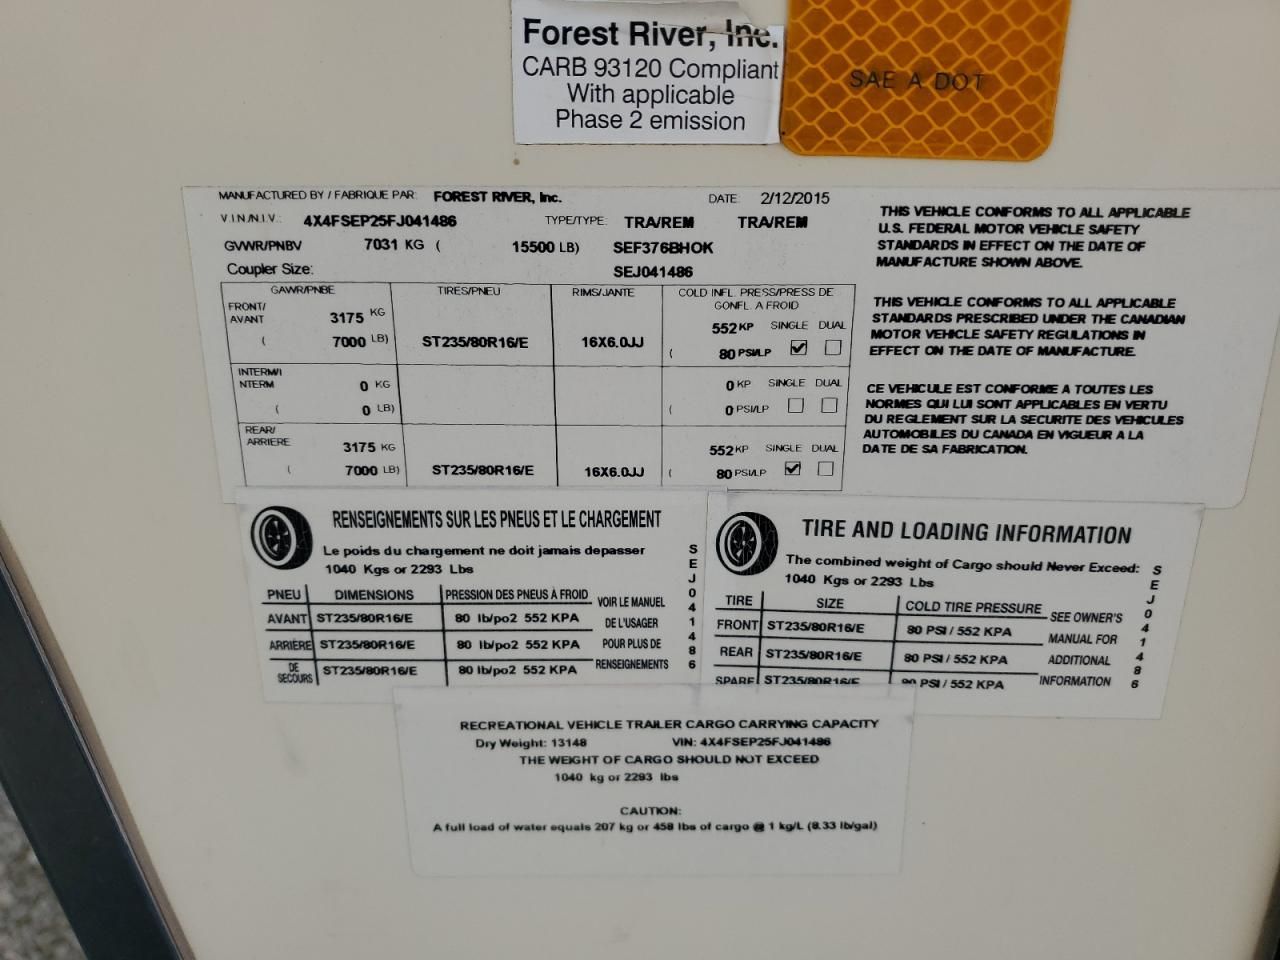 Forest River, Inc.
CARB 93120 Compliant
With applicable
Phase 2 emission
SAE A DOT
MANUFACTURED BY / FABRIQUE PAR: FOREST RIVER, Inc. DATE: 2/12/2015
V.I.N./N.I.V.: 4X4FSEP25FJ041486 TYPE/TYPE: TRA/REM TRA/REM
GVWR/PNBV 7031 KG ( 15500 LB) SEF376BHOK
Coupler Size: SEJ041486
GAWR/PNBE TIRES/PNEU RIMS/JANTE COLD INFL. PRESS/PRESS DE
GONFL. A FROID
FRONT/
AVANT 3175 KG 552 KP SINGLE DUAL
( 7000 LB) ST235/80R16/E 16X6.0JJ ( 80 PSI/LP
INTERM/I
NTERM 0 KG 0 KP SINGLE DUAL
( 0 LB) ( 0 PSI/LP
REAR/
ARRIERE 3175 KG 552 KP SINGLE DUAL
( 7000 LB) ST235/80R16/E 16X6.0JJ ( 80 PSI/LP
THIS VEHICLE CONFORMS TO ALL APPLICABLE
U.S. FEDERAL MOTOR VEHICLE SAFETY
STANDARDS IN EFFECT ON THE DATE OF
MANUFACTURE SHOWN ABOVE.
THIS VEHICLE CONFORMS TO ALL APPLICABLE
STANDARDS PRESCRIBED UNDER THE CANADIAN
MOTOR VEHICLE SAFETY REGULATIONS IN
EFFECT ON THE DATE OF MANUFACTURE.
CE VEHICULE EST CONFORME A TOUTES LES
NORMES QUI LUI SONT APPLICABLES EN VERTU
DU REGLEMENT SUR LA SECURITE DES VEHICULES
AUTOMOBILES DU CANADA EN VIGUEUR A LA
DATE DE SA FABRICATION.
RENSEIGNEMENTS SUR LES PNEUS ET LE CHARGEMENT
Le poids du chargement ne doit jamais depasser
1040 Kgs or 2293 Lbs
PNEU DIMENSIONS PRESSION DES PNEUS À FROID VOIR LE MANUEL
AVANT ST235/80R16/E 80 lb/po2 552 KPA DE L'USAGER
ARRIÈRE ST235/80R16/E 80 lb/po2 552 KPA POUR PLUS DE
DE SECOURS ST235/80R16/E 80 lb/po2 552 KPA RENSEIGNEMENTS
SEJ041486
TIRE AND LOADING INFORMATION
The combined weight of Cargo should Never Exceed:
1040 Kgs or 2293 Lbs
TIRE SIZE COLD TIRE PRESSURE SEE OWNER'S
FRONT ST235/80R16/E 80 PSI / 552 KPA MANUAL FOR
REAR ST235/80R16/E 80 PSI / 552 KPA ADDITIONAL
SPARE ST235/80R16/E 80 PSI / 552 KPA INFORMATION
SEJ041486
RECREATIONAL VEHICLE TRAILER CARGO CARRYING CAPACITY
Dry Weight: 13148 VIN: 4X4FSEP25FJ041486
THE WEIGHT OF CARGO SHOULD NOT EXCEED
1040 kg or 2293 lbs
CAUTION:
A full load of water equals 207 kg or 458 lbs of cargo @ 1 kg/L (8.33 lb/gal)